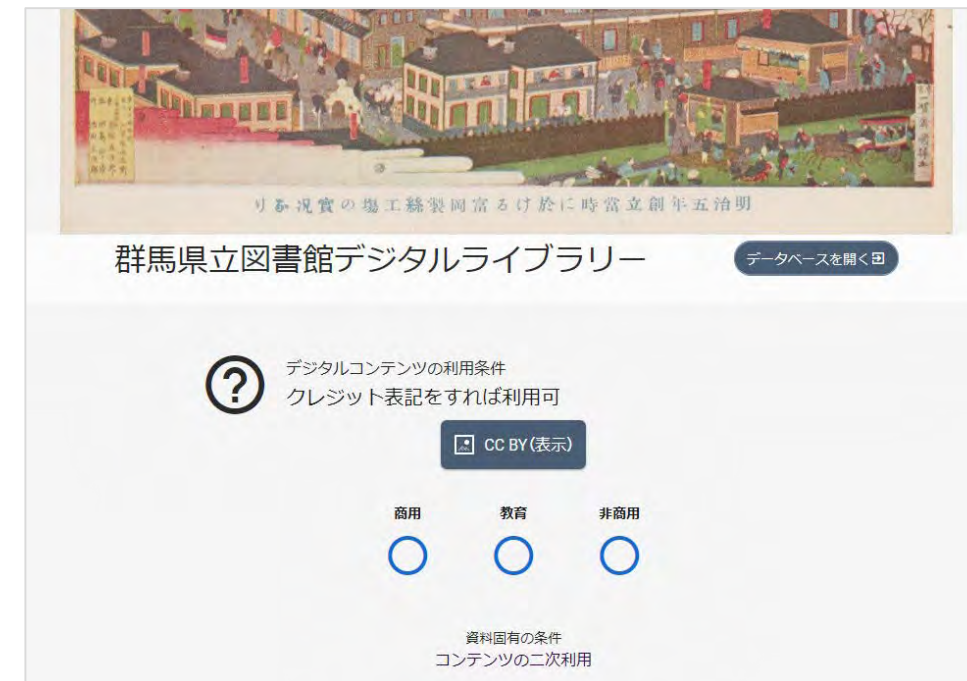 明治五年創立當時に於ける富岡製絲工場の實況なり
群馬県立図書館デジタルライブラリー
データベースを開く
デジタルコンテンツの利用条件
クレジット表記をすれば利用可
CC BY(表示)
商用 教育 非商用
資料固有の条件
コンテンツの二次利用